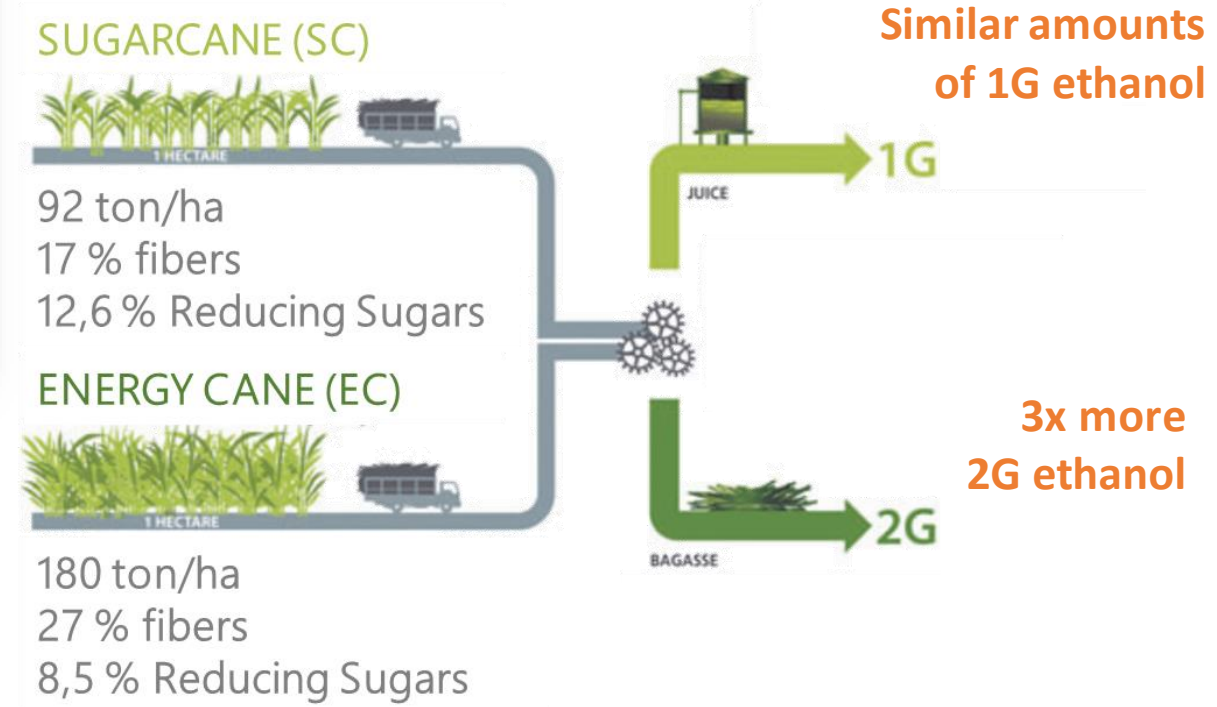 SUGARCANE (SC)
1 HECTARE
92 ton/ha
17 % fibers
12,6 % Reducing Sugars
ENERGY CANE (EC)
1 HECTARE
180 ton/ha
27 % fibers
8,5 % Reducing Sugars
Similar amounts
of 1G ethanol
1G
JUICE
3x more
2G ethanol
2G
BAGASSE